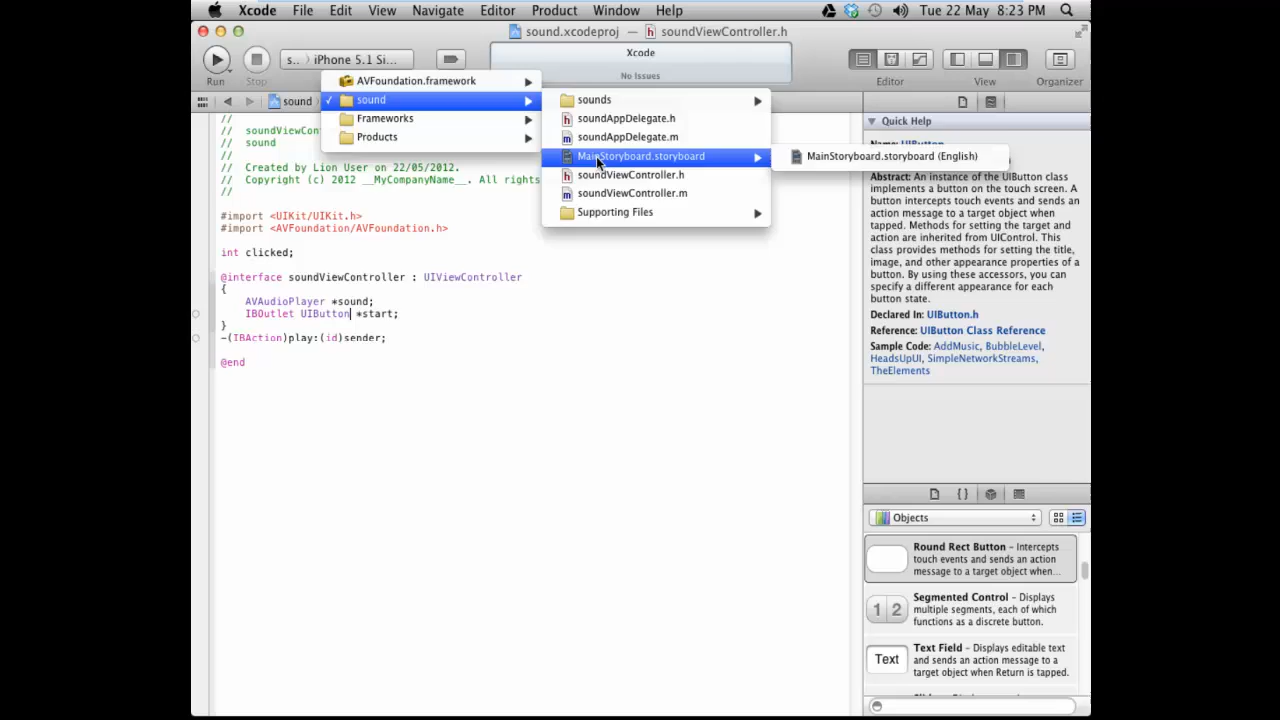 Xcode File Edit View Navigate Editor Product Window Help Tue 22 May 8:23 PM
sound.xcodeproj — soundViewController.h
Run Stop s.. iPhone 5.1 Si... Xcode
No Issues
Editor View Organizer
sound
AVFoundation.framework
sound
Frameworks
Products
sounds
soundAppDelegate.h
soundAppDelegate.m
MainStoryboard.storyboard
soundViewController.h
soundViewController.m
Supporting Files
MainStoryboard.storyboard (English)
//
// soundViewCont
// sound
//
// Created by Lion User on 22/05/2012.
// Copyright (c) 2012 __MyCompanyName__. All rights
//
#import <UIKit/UIKit.h>
#import <AVFoundation/AVFoundation.h>
int clicked;
@interface soundViewController : UIViewController
{
AVAudioPlayer *sound;
IBOutlet UIButton *start;
}
-(IBAction)play:(id)sender;
@end
Quick Help
Name: UIButton
Abstract: An instance of the UIButton class
implements a button on the touch screen. A
button intercepts touch events and sends an
action message to a target object when
tapped. Methods for setting the target and
action are inherited from UIControl. This
class provides methods for setting the title,
image, and other appearance properties of a
button. By using these accessors, you can
specify a different appearance for each
button state.
Declared In: UIButton.h
Reference: UIButton Class Reference
Sample Code: AddMusic, BubbleLevel,
HeadsUpUI, SimpleNetworkStreams,
TheElements
{ }
Objects
Round Rect Button – Intercepts
touch events and sends an action
message to a target object when...
1 2
Segmented Control – Displays
multiple segments, each of which
functions as a discrete button.
Text
Text Field – Displays editable text
and sends an action message to a
target object when Return is tapped.